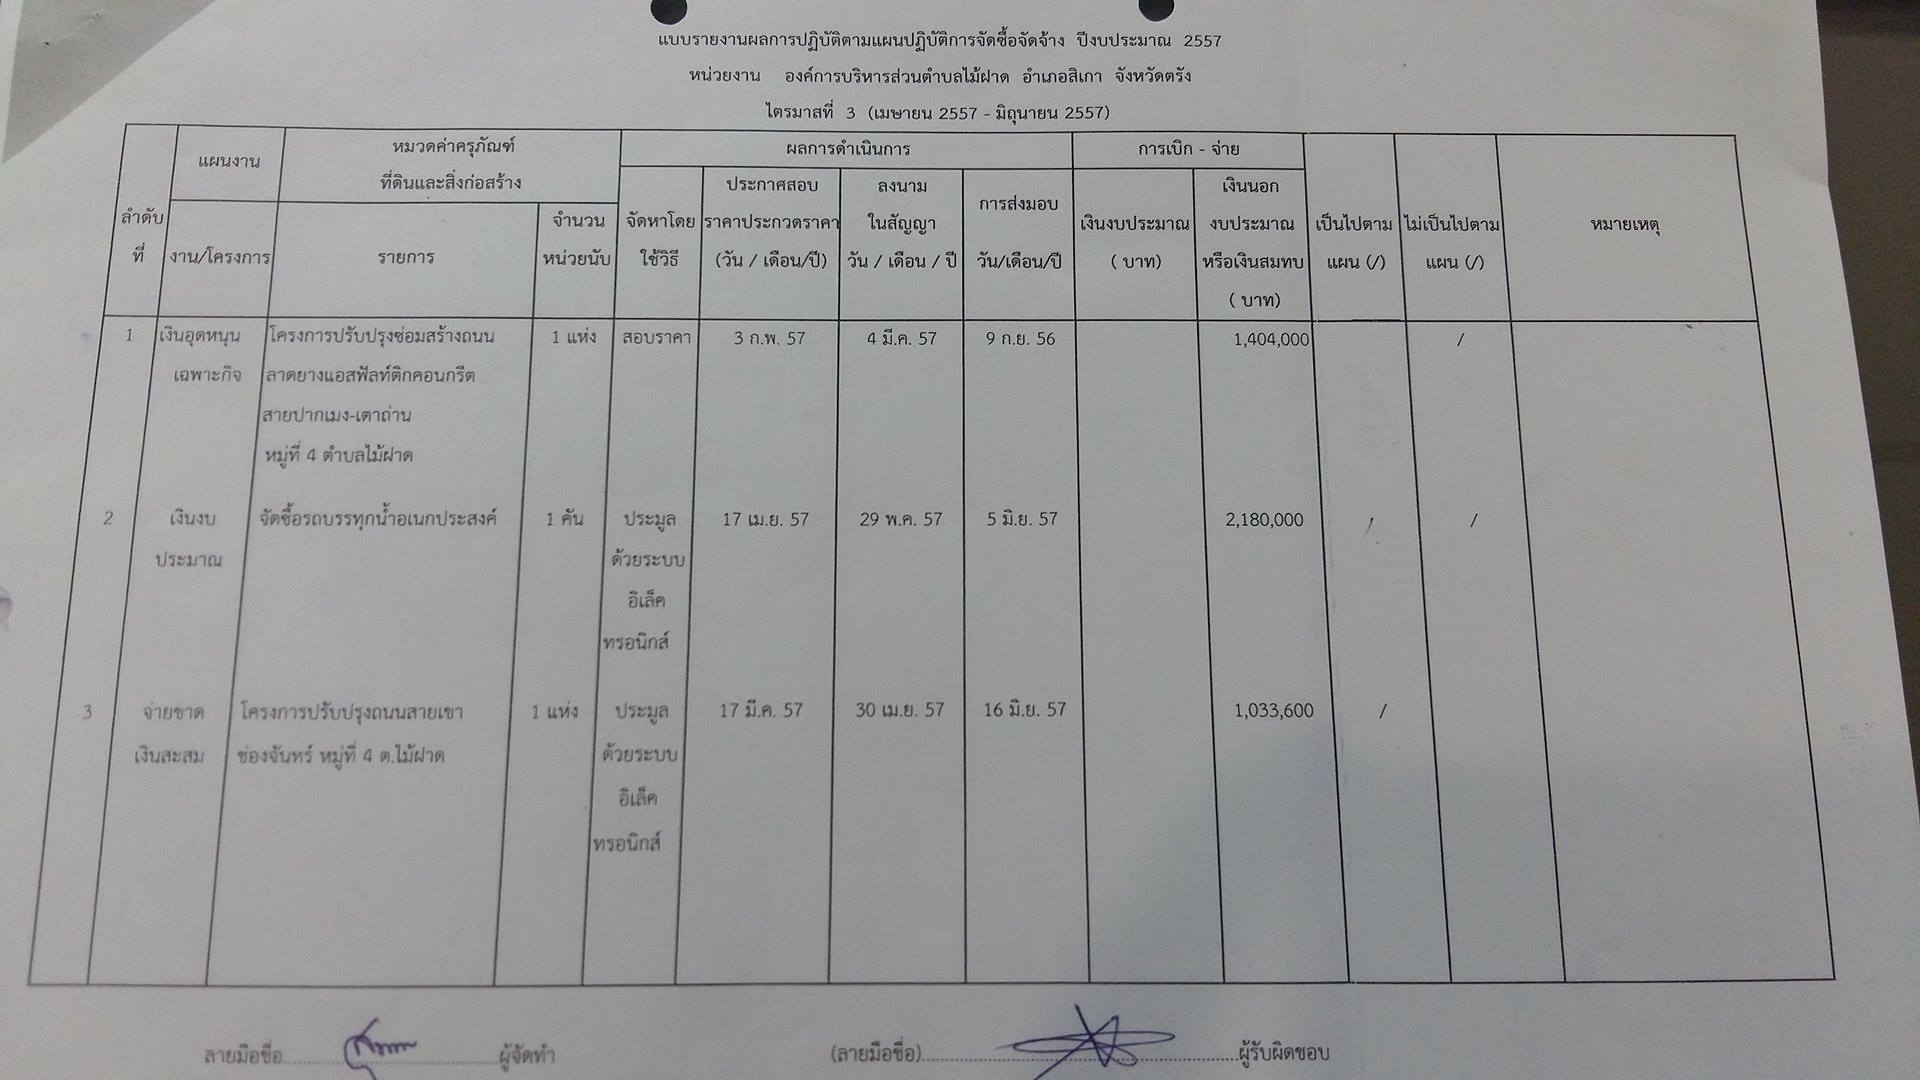 แบบรายงานผลการปฏิบัติตามแผนปฏิบัติการจัดซื้อจัดจ้าง ปีงบประมาณ 2557
หน่วยงาน องค์การบริหารส่วนตำบลไม้ฝาด อำเภอสิเกา จังหวัดตรัง
ไตรมาสที่ 3 (เมษายน 2557 - มิถุนายน 2557)
ลำดับ
ที่
แผนงาน
งาน/โครงการ
หมวดค่าครุภัณฑ์
ที่ดินและสิ่งก่อสร้าง
รายการ
จำนวน
หน่วยนับ
ผลการดำเนินการ
จัดหาโดย
ใช้วิธี
ประกาศสอบ
ราคาประกวดราคา
(วัน / เดือน/ปี)
ลงนาม
ในสัญญา
วัน / เดือน / ปี
การส่งมอบ
วัน/เดือน/ปี
การเบิก - จ่าย
เงินงบประมาณ
( บาท)
เงินนอก
งบประมาณ
หรือเงินสมทบ
( บาท)
เป็นไปตาม
แผน (/)
ไม่เป็นไปตาม
แผน (/)
หมายเหตุ
1 เงินอุดหนุน โครงการปรับปรุงซ่อมสร้างถนน 1 แห่ง สอบราคา 3 ก.พ. 57 4 มี.ค. 57 9 ก.ย. 56 1,404,000 /
เฉพาะกิจ ลาดยางแอสฟัลท์ติกคอนกรีต
สายปากเมง-เตาถ่าน
หมู่ที่ 4 ตำบลไม้ฝาด
2 เงินงบ จัดซื้อรถบรรทุกน้ำอเนกประสงค์ 1 คัน ประมูล 17 เม.ย. 57 29 พ.ค. 57 5 มิ.ย. 57 2,180,000 / /
ประมาณ ด้วยระบบ
อิเล็ค
ทรอนิกส์
3 จ่ายขาด โครงการปรับปรุงถนนสายเขา 1 แห่ง ประมูล 17 มี.ค. 57 30 เม.ย. 57 16 มิ.ย. 57 1,033,600 /
เงินสะสม ช่องจันทร์ หมู่ที่ 4 ต.ไม้ฝาด ด้วยระบบ
อิเล็ค
ทรอนิกส์
ลายมือชื่อ....................ผู้จัดทำ (ลายมือชื่อ)....................ผู้รับผิดชอบ